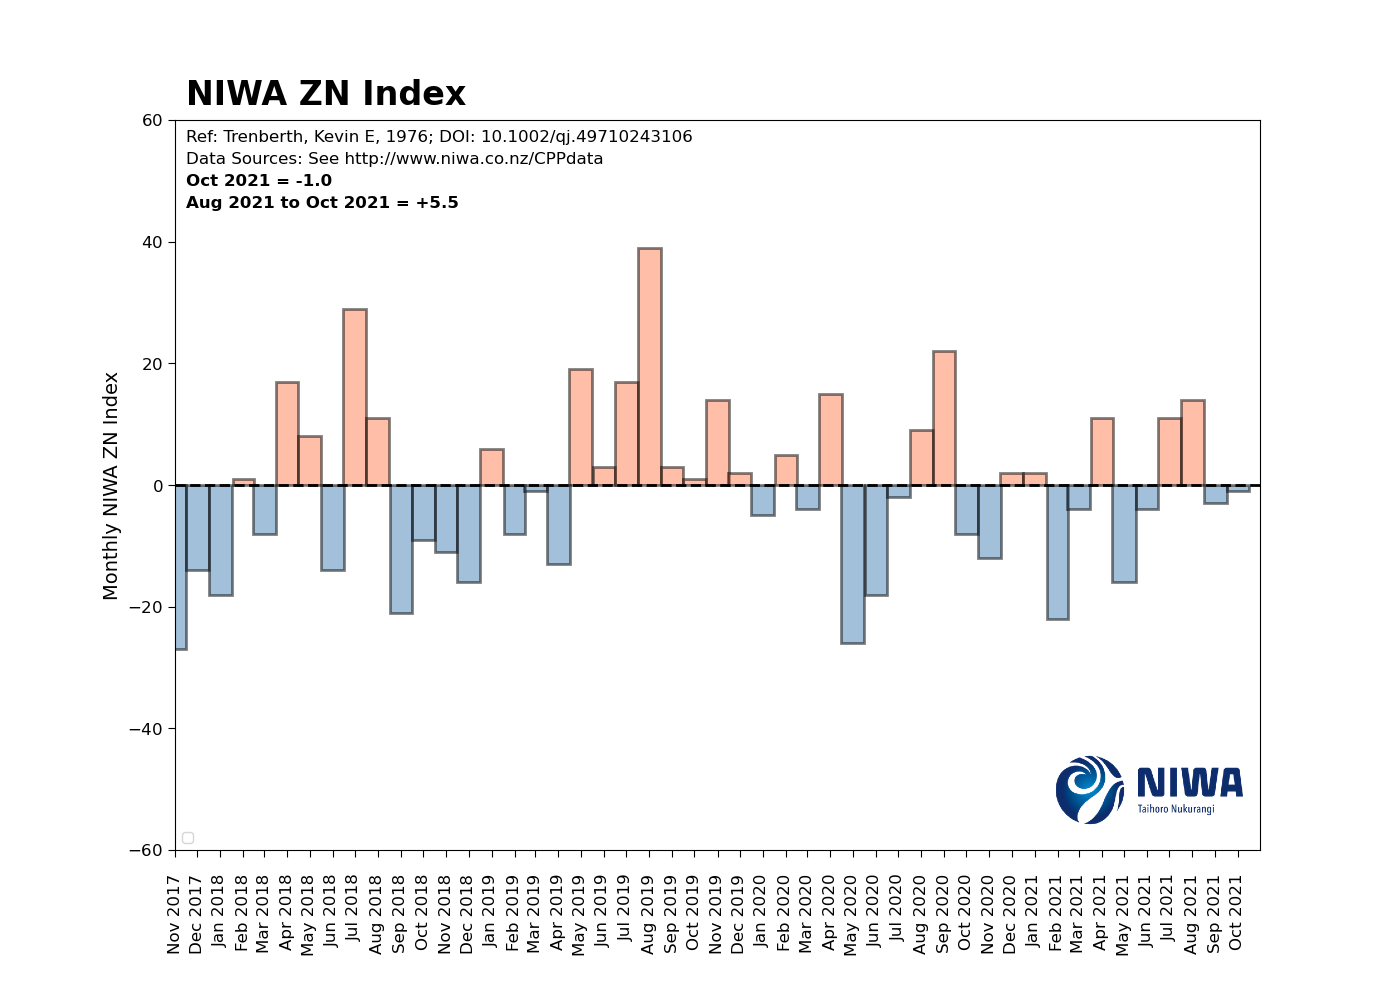 NIWA ZN Index
Ref: Trenberth, Kevin E, 1976; DOI: 10.1002/qj.49710243106
Data Sources: See http://www.niwa.co.nz/CPPdata
Oct 2021 = -1.0
Aug 2021 to Oct 2021 = +5.5
Monthly NIWA ZN Index
60
40
20
0
−20
−40
−60
NIWA
Taihoro Nukurangi
Nov 2017
Dec 2017
Jan 2018
Feb 2018
Mar 2018
Apr 2018
May 2018
Jun 2018
Jul 2018
Aug 2018
Sep 2018
Oct 2018
Nov 2018
Dec 2018
Jan 2019
Feb 2019
Mar 2019
Apr 2019
May 2019
Jun 2019
Jul 2019
Aug 2019
Sep 2019
Oct 2019
Nov 2019
Dec 2019
Jan 2020
Feb 2020
Mar 2020
Apr 2020
May 2020
Jun 2020
Jul 2020
Aug 2020
Sep 2020
Oct 2020
Nov 2020
Dec 2020
Jan 2021
Feb 2021
Mar 2021
Apr 2021
May 2021
Jun 2021
Jul 2021
Aug 2021
Sep 2021
Oct 2021